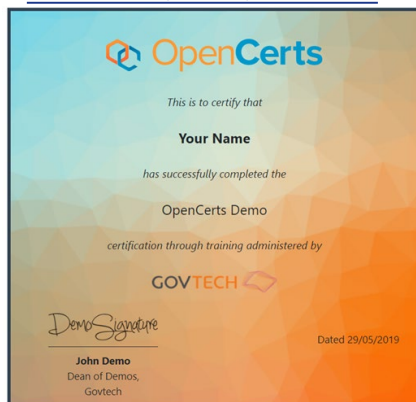 OpenCerts
This is to certify that
Your Name
has successfully completed the
OpenCerts Demo
certification through training administered by
GOVTECH
DemoSignature
Dated 29/05/2019
John Demo
Dean of Demos,
Govtech